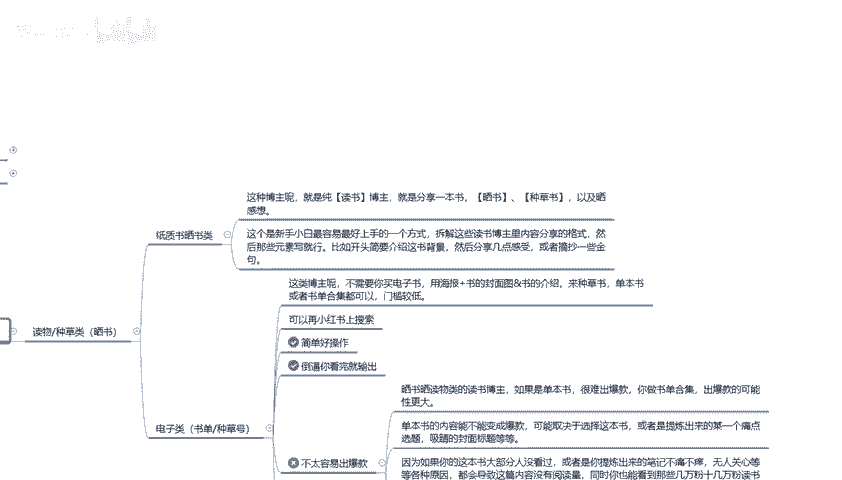 这种博主呢，就是纯【读书】博主，就是分享一本书。【晒书】、【种草书】，以及晒
感想。
纸质书晒书类
这个是新手小白最容易最好上手的一个方式，拆解这些读书博主里内容分享的格式，然
后那些元素写就行。比如开头简要介绍这书背景，然后分享几点感受，或者摘抄一些金
句。
这类博主呢，不需要你买电子书，用海报+书的封面图&书的介绍。来种草书，单本书
或者书单合集都可以，门槛较低。
可以再小红书上搜索
读物/种草类（晒书）
简单好操作
倒逼你看完就输出
晒书晒读物类的读书博主，如果是单本书，很难出爆款，你做书单合集，出爆款的可能
性更大。
电子类（书单/种草号）
单本书的内容能不能变成爆款，可能取决于选择这本书，或者是提炼出来的某一个痛点
选题，吸睛的封面标题等等。
不太容易出爆款
因为如果你的这本书大部分人没看过，或者是你提炼出来的笔记不痛不痒，无人关心等
等各种原因，都会导致这篇内容没有阅读量，同时你也能看到那些几万粉十几万粉读书